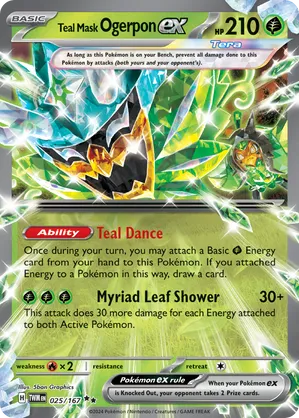 BASIC
Teal Mask Ogerpon ex HP 210
Tera
As long as this Pokémon is on your Bench, prevent all damage done to this
Pokémon by attacks (both yours and your opponent's).
Ability Teal Dance
Once during your turn, you may attach a Basic Energy
card from your hand to this Pokémon. If you attached
Energy to a Pokémon in this way, draw a card.
Myriad Leaf Shower 30+
This attack does 30 more damage for each Energy attached
to both Active Pokémon.
weakness ×2 resistance retreat
Illus. 5ban Graphics
Pokémon ex rule When your Pokémon ex
is Knocked Out, your opponent takes 2 Prize cards.
H TWM EN 025/167
©2024 Pokémon / Nintendo / Creatures / GAME FREAK